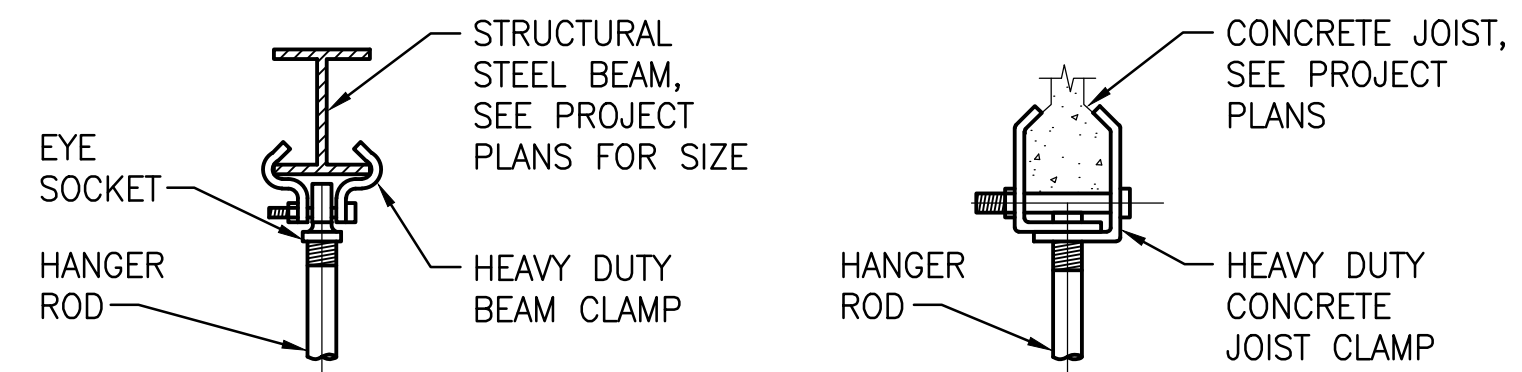 STRUCTURAL
STEEL BEAM,
SEE PROJECT
PLANS FOR SIZE
EYE
SOCKET
HANGER
ROD
HEAVY DUTY
BEAM CLAMP
CONCRETE JOIST,
SEE PROJECT
PLANS
HANGER
ROD
HEAVY DUTY
CONCRETE
JOIST CLAMP